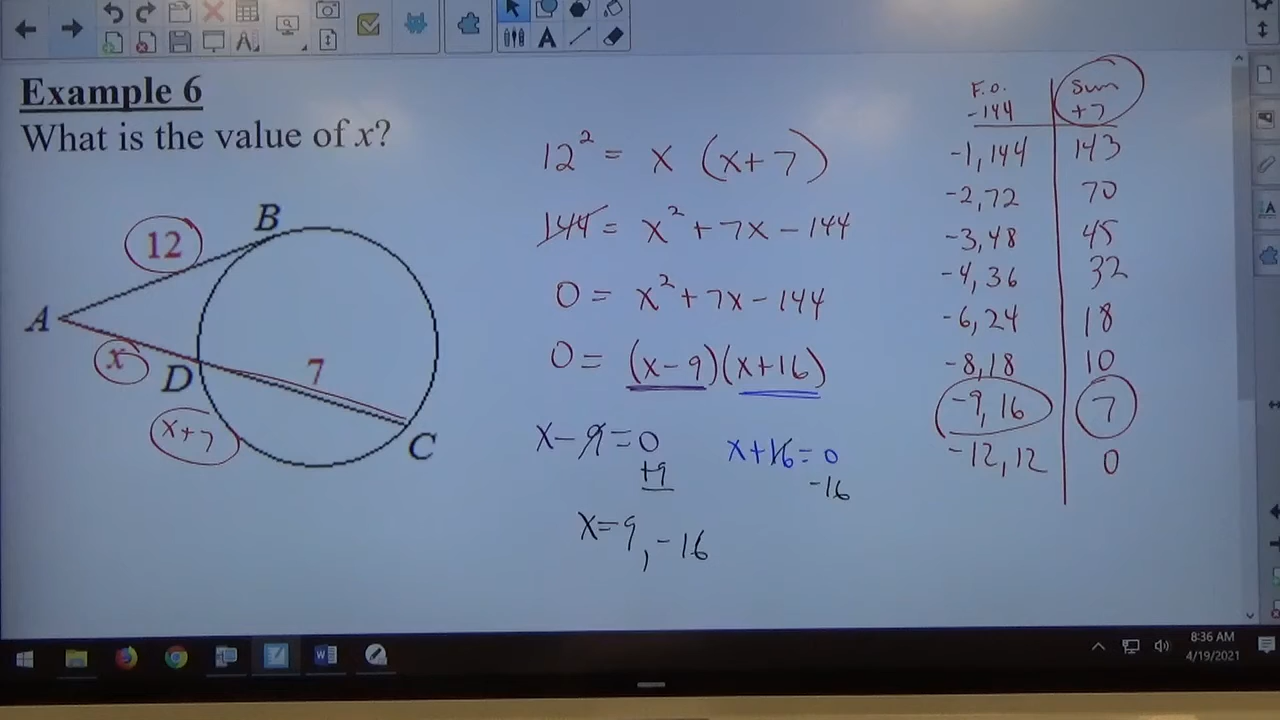 Example 6
What is the value of x?
12
B
A
x
D
7
x+7
C
12² = x (x+7)
144 = x² + 7x - 144
0 = x² + 7x - 144
0 = (x-9)(x+16)
x-9=0
+9
x+16=0
-16
x=9, -16
F.O.
-144
Sum
+7
-1, 144 143
-2, 72 70
-3, 48 45
-4, 36 32
-6, 24 18
-8, 18 10
-9, 16 7
-12, 12 0
8:36 AM
4/19/2021